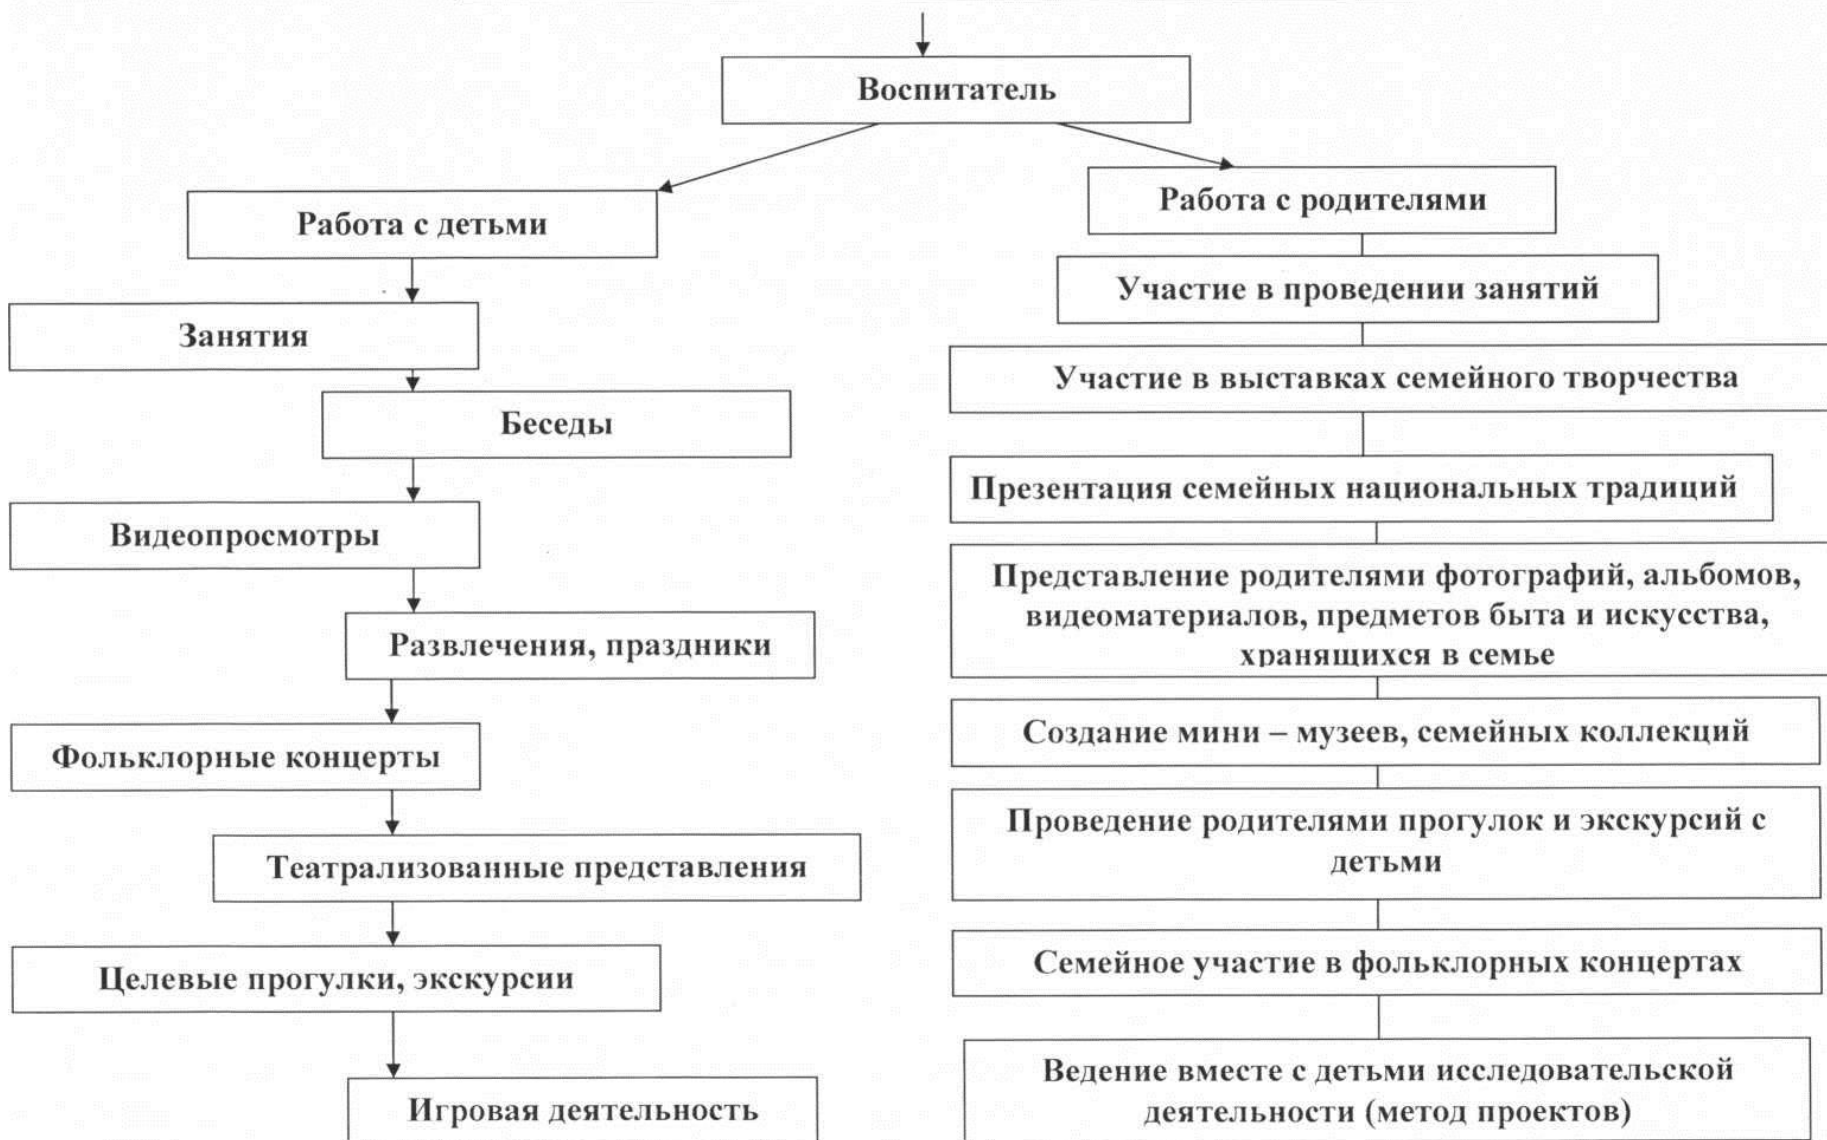 Воспитатель
Работа с детьми
Занятия
Беседы
Видеопросмотры
Развлечения, праздники
Фольклорные концерты
Театрализованные представления
Целевые прогулки, экскурсии
Игровая деятельность
Работа с родителями
Участие в проведении занятий
Участие в выставках семейного творчества
Презентация семейных национальных традиций
Представление родителями фотографий, альбомов,
видеоматериалов, предметов быта и искусства,
хранящихся в семье
Создание мини – музеев, семейных коллекций
Проведение родителями прогулок и экскурсий с
детьми
Семейное участие в фольклорных концертах
Ведение вместе с детьми исследовательской
деятельности (метод проектов)